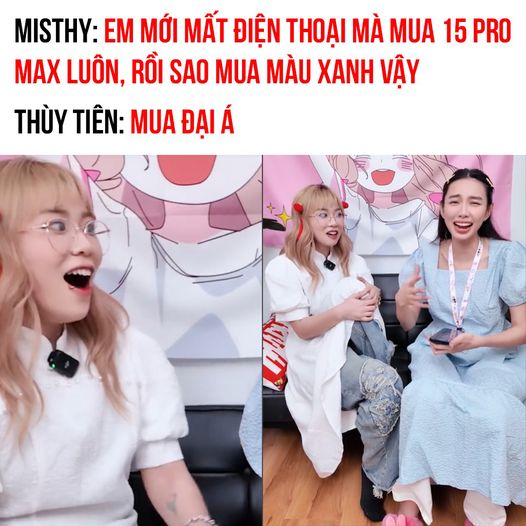 MISTHY: EM MỚI MẤT ĐIỆN THOẠI MÀ MUA 15 PRO
MAX LUÔN, RỒI SAO MUA MÀU XANH VẬY
THÙY TIÊN: MUA ĐẠI Á